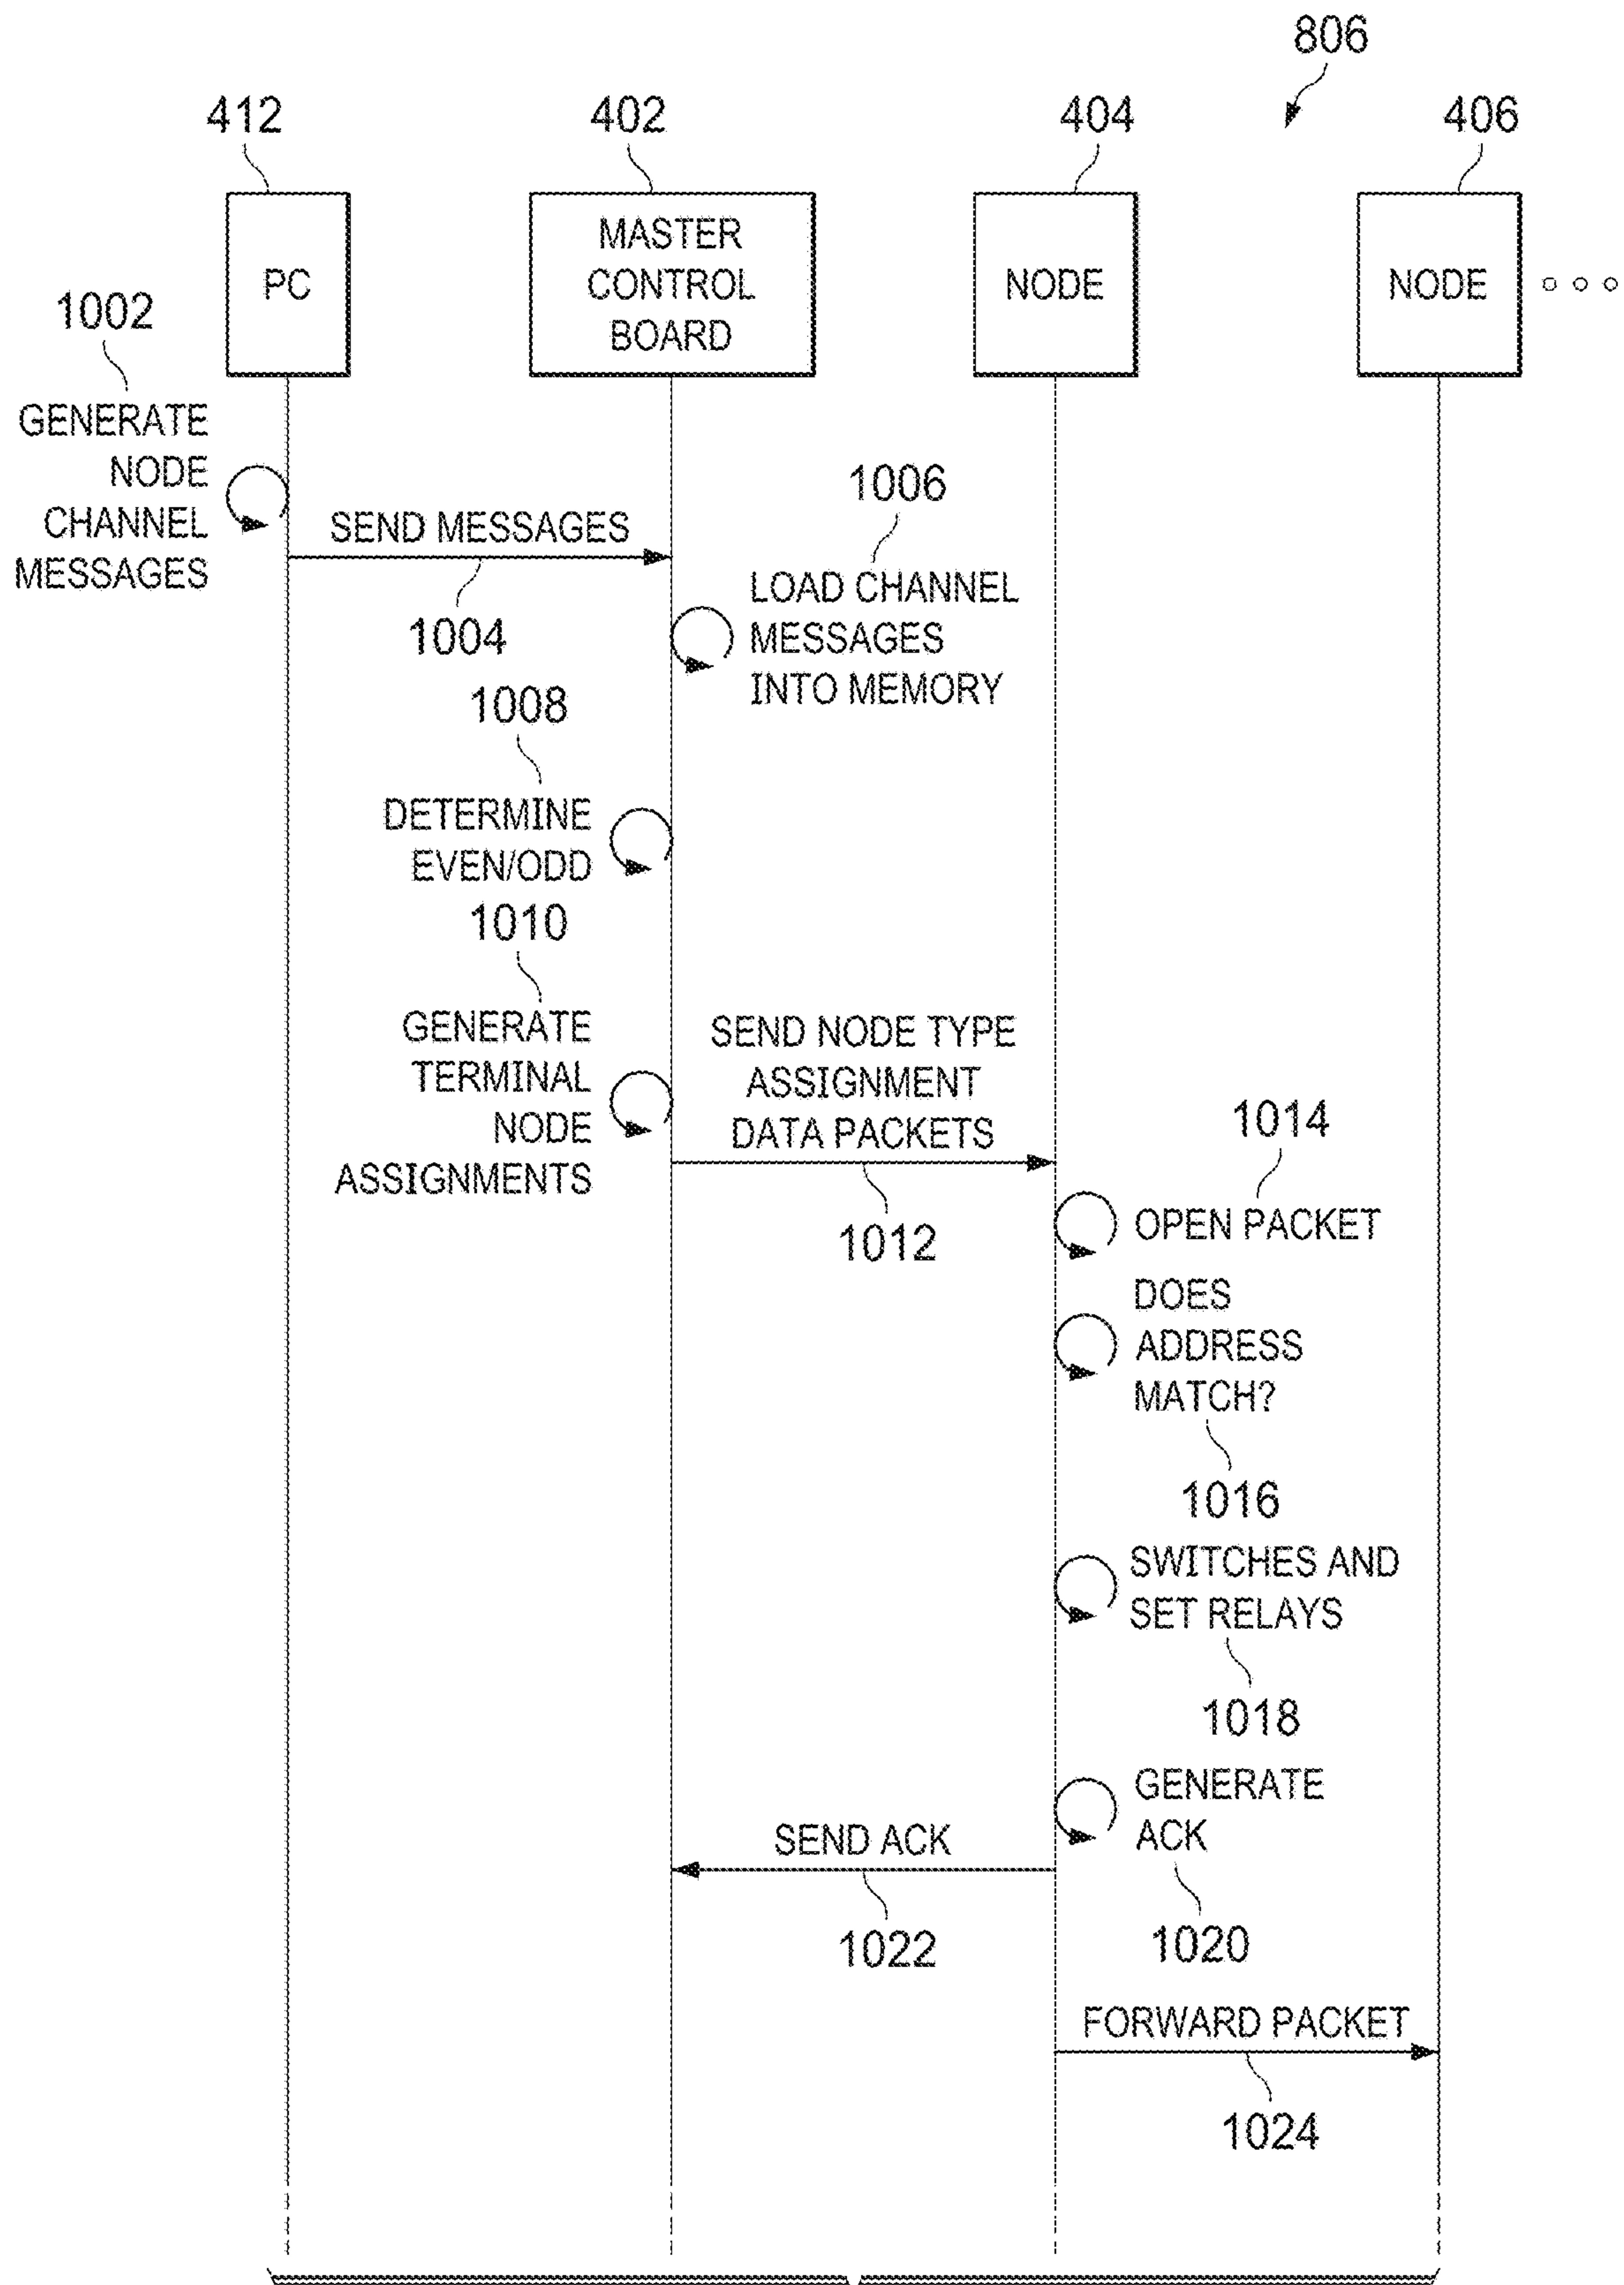 806
412
402
404
406
PC
MASTER
CONTROL
BOARD
NODE
NODE
1002
GENERATE
NODE
CHANNEL
MESSAGES
SEND MESSAGES
1004
1006
LOAD CHANNEL
MESSAGES
INTO MEMORY
1008
DETERMINE
EVEN/ODD
1010
GENERATE
TERMINAL
NODE
ASSIGNMENTS
SEND NODE TYPE
ASSIGNMENT
DATA PACKETS
1012
1014
OPEN PACKET
DOES
ADDRESS
MATCH?
1016
SWITCHES AND
SET RELAYS
1018
GENERATE
ACK
1020
SEND ACK
1022
FORWARD PACKET
1024